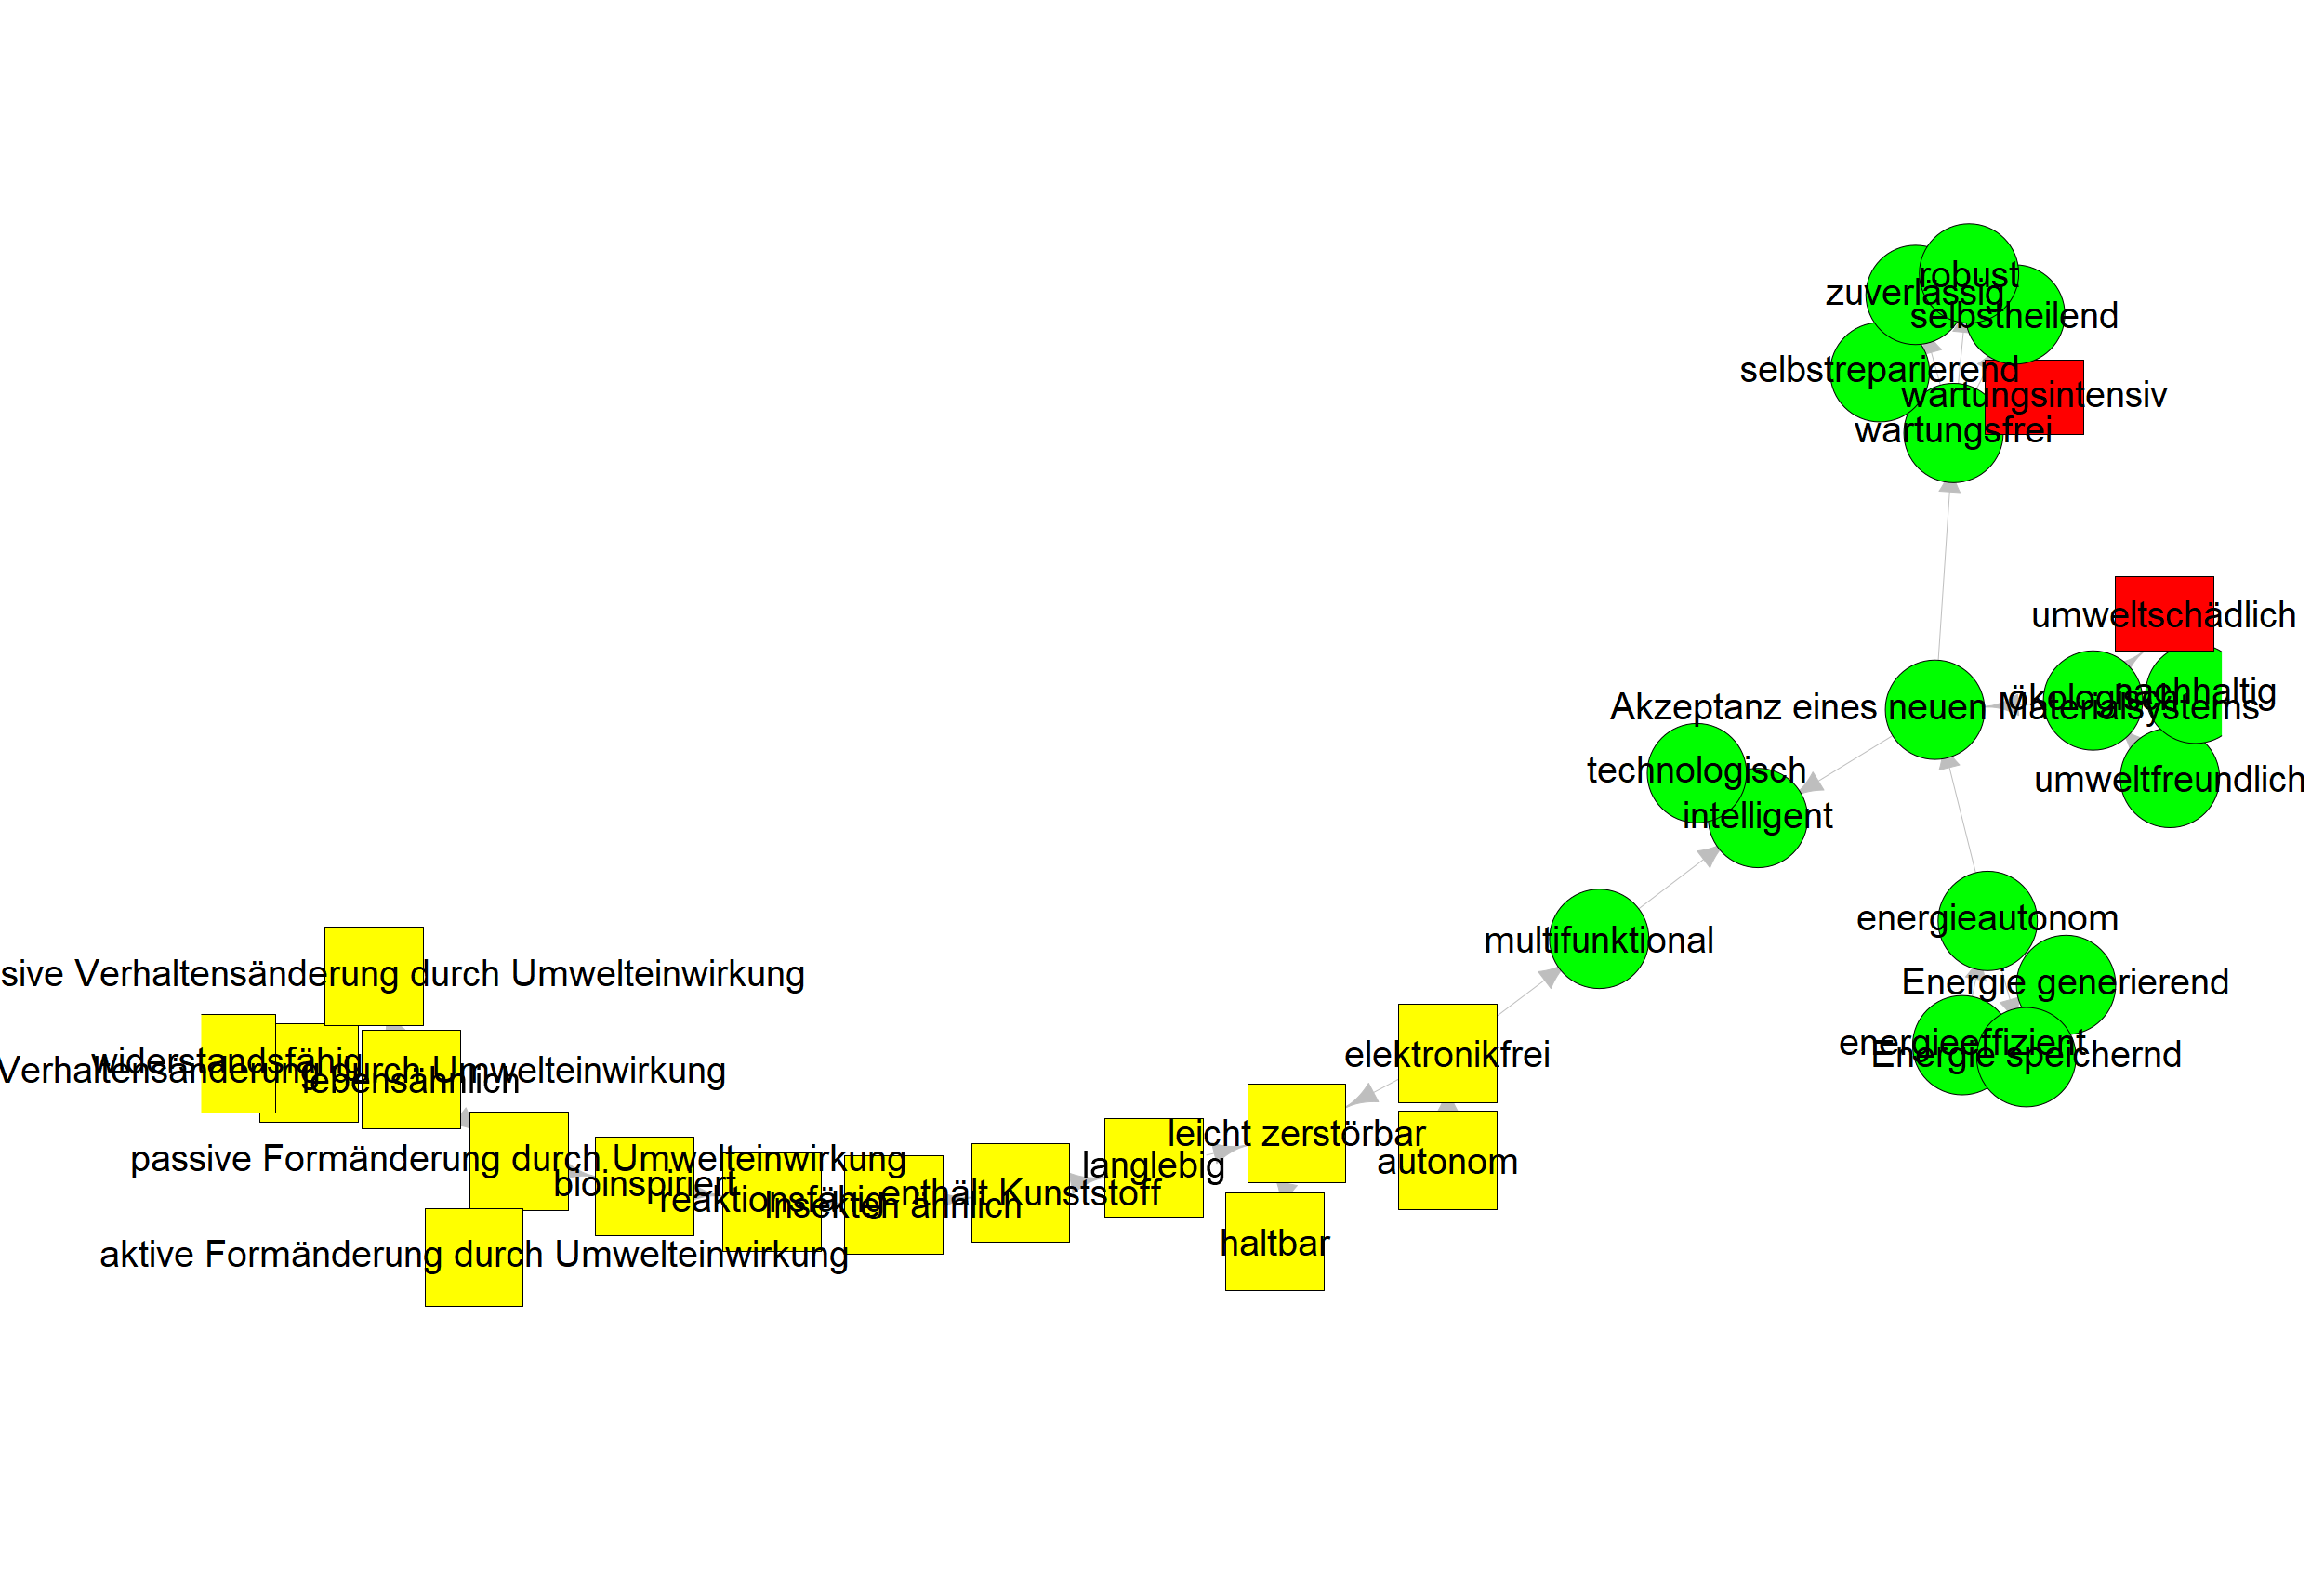 robust
zuverlässig
selbstheilend
selbstreparierend
wartungsintensiv
wartungsfrei
umweltschädlich
nachhaltig
ökologisch
Akzeptanz eines neuen Materialsystems
technologisch
umweltfreundlich
intelligent
energieautonom
multifunktional
sive Verhaltensänderung durch Umwelteinwirkung
Energie generierend
energieeffizient
Energie speichernd
elektronikfrei
widerstandsfähig
Verhaltensänderung durch Umwelteinwirkung
lebensähnlich
leicht zerstörbar
autonom
passive Formänderung durch Umwelteinwirkung
langlebig
bioinspiriert
enthält Kunststoff
reaktionsfähig
Insekten ähnlich
haltbar
aktive Formänderung durch Umwelteinwirkung